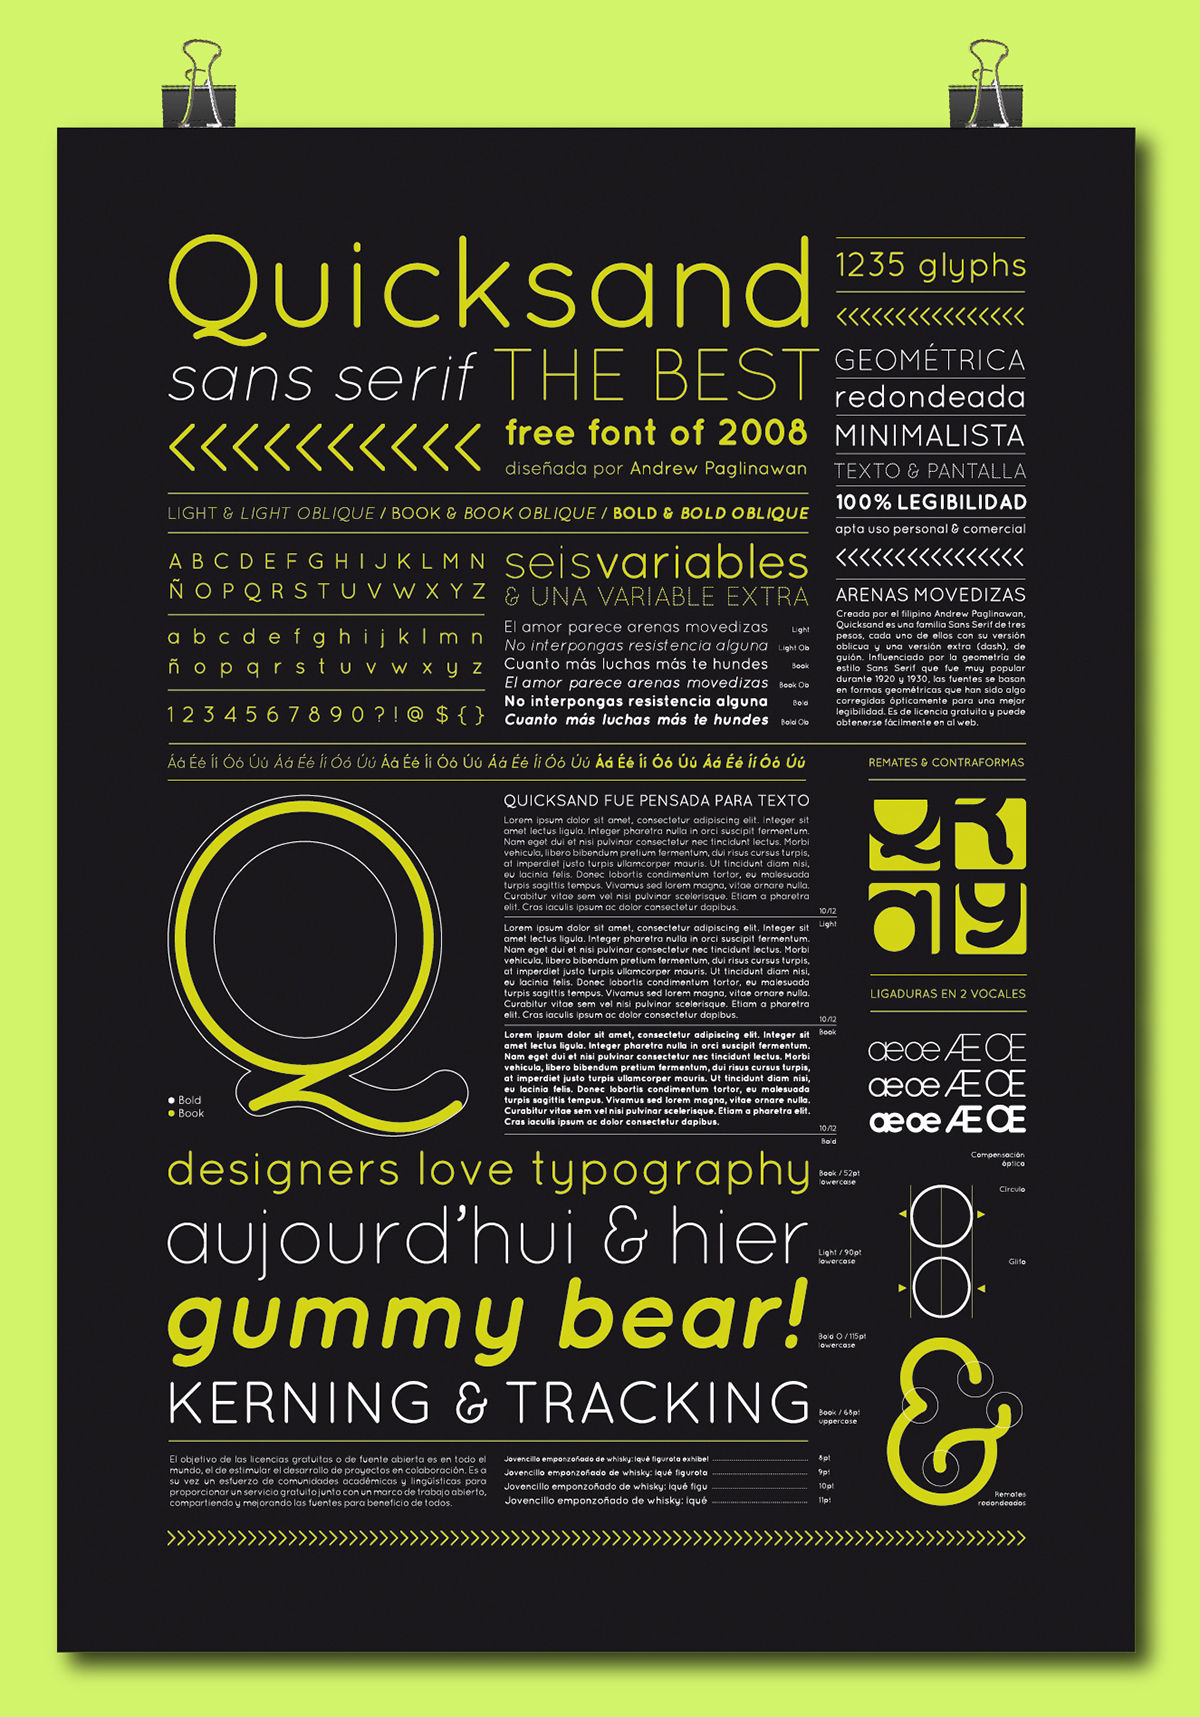 Quicksand
sans serif THE BEST
free font of 2008
diseñada por Andrew Paglinawan
1235 glyphs
GEOMÉTRICA
redondeada
MINIMALISTA
TEXTO & PANTALLA
100% LEGIBILIDAD
apta uso personal & comercial
LIGHT & LIGHT OBLIQUE / BOOK & BOOK OBLIQUE / BOLD & BOLD OBLIQUE
A B C D E F G H I J K L M N
Ñ O P Q R S T U V W X Y Z
a b c d e f g h i j k l m n
ñ o p q r s t u v w x y z
1 2 3 4 5 6 7 8 9 0 ? ! @ $ { }
seisvariables
& UNA VARIABLE EXTRA
El amor parece arenas movedizas Light
No interpongas resistencia alguna Light Ob
Cuanto más luchas más te hundes Book
El amor parece arenas movedizas Book Ob
No interpongas resistencia alguna Bold
Cuanto más luchas más te hundes Bold Ob
ARENAS MOVEDIZAS
Creada por el filipino Andrew Paglinawan,
Quicksand es una familia Sans Serif de tres
pesos, cada uno de ellos con su versión
oblicua y una versión extra (dash), de
guión. Influenciado por la geometría de
estilo Sans Serif que fue muy popular
durante 1920 y 1930, las fuentes se basan
en formas geométricas que han sido algo
corregidas ópticamente para una mejor
legibilidad. Es de licencia gratuita y puede
obtenerse fácilmente en al web.
Áá Éé Íí Óó Úú Áá Éé Íí Óó Úú Áá Éé Íí Óó Úú Áá Éé Íí Óó Úú Áá Éé Íí Óó Úú Áá Éé Íí Óó Úú
REMATES & CONTRAFORMAS
Q
Bold
Book
QUICKSAND FUE PENSADA PARA TEXTO
Lorem ipsum dolor sit amet, consectetur adipiscing elit. Integer sit
amet lectus ligula. Integer pharetra nulla in orci suscipit fermentum.
Nam eget dui et nisi pulvinar consectetur nec tincidunt lectus. Morbi
vehicula, libero bibendum pretium fermentum, dui risus cursus turpis,
at imperdiet justo turpis ullamcorper mauris. Ut tincidunt diam nisi,
eu lacinia felis. Donec lobortis condimentum tortor, eu malesuada
turpis sagittis tempus. Vivamus sed lorem magna, vitae ornare nulla.
Curabitur vitae sem vel nisi pulvinar scelerisque. Etiam a pharetra
elit. Cras iaculis ipsum ac dolor consectetur dapibus.
10/12
Light
Lorem ipsum dolor sit amet, consectetur adipiscing elit. Integer sit
amet lectus ligula. Integer pharetra nulla in orci suscipit fermentum.
Nam eget dui et nisi pulvinar consectetur nec tincidunt lectus. Morbi
vehicula, libero bibendum pretium fermentum, dui risus cursus turpis,
at imperdiet justo turpis ullamcorper mauris. Ut tincidunt diam nisi,
eu lacinia felis. Donec lobortis condimentum tortor, eu malesuada
turpis sagittis tempus. Vivamus sed lorem magna, vitae ornare nulla.
Curabitur vitae sem vel nisi pulvinar scelerisque. Etiam a pharetra
elit. Cras iaculis ipsum ac dolor consectetur dapibus.
10/12
Book
Lorem ipsum dolor sit amet, consectetur adipiscing elit. Integer sit
amet lectus ligula. Integer pharetra nulla in orci suscipit fermentum.
Nam eget dui et nisi pulvinar consectetur nec tincidunt lectus. Morbi
vehicula, libero bibendum pretium fermentum, dui risus cursus turpis,
at imperdiet justo turpis ullamcorper mauris. Ut tincidunt diam nisi,
eu lacinia felis. Donec lobortis condimentum tortor, eu malesuada
turpis sagittis tempus. Vivamus sed lorem magna, vitae ornare nulla.
Curabitur vitae sem vel nisi pulvinar scelerisque. Etiam a pharetra elit.
Cras iaculis ipsum ac dolor consectetur dapibus.
10/12
Bold
R
a y
LIGADURAS EN 2 VOCALES
æœ Æ Œ
æœ Æ Œ
æœ Æ Œ
Compensación
óptica
Círculo
Glifo
designers love typography
Book / 52pt
lowercase
aujourd’hui & hier
Light / 90pt
lowercase
gummy bear!
Bold O / 115pt
lowercase
KERNING & TRACKING
Book / 68pt
uppercase
&
Remates
redondeados
El objetivo de las licencias gratuitas o de fuente abierta es en todo el
mundo, el de estimular el desarrollo de proyectos en colaboración. Es a
su vez un esfuerzo de comunidades académicas y lingüísticas para
proporcionar un servicio gratuito junto con un marco de trabajo abierto,
compartiendo y mejorando las fuentes para beneficio de todos.
Jovencillo emponzoñado de whisky: ¡qué figurota exhibe! 8pt
Jovencillo emponzoñado de whisky: ¡qué figurota 9pt
Jovencillo emponzoñado de whisky: ¡qué figu 10pt
Jovencillo emponzoñado de whisky: ¡qué 11pt